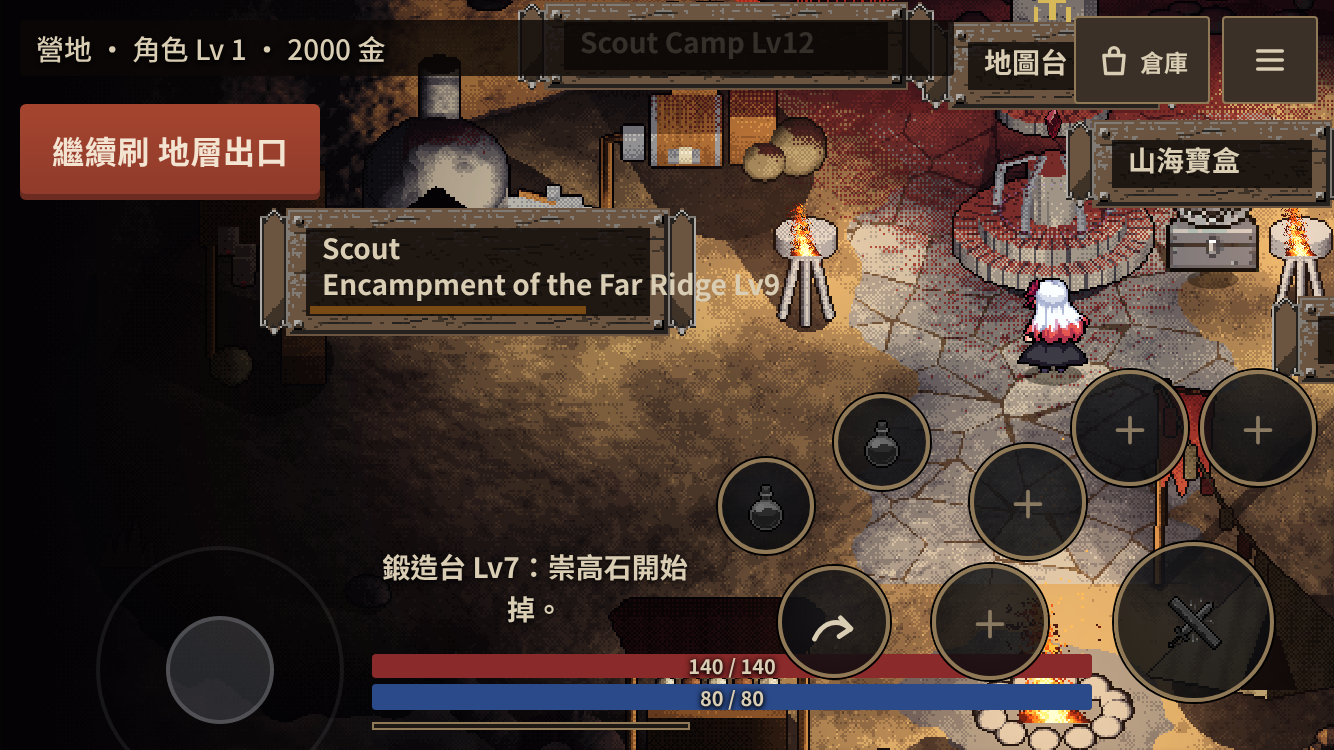 營地 · 角色 Lv 1 · 2000 金
Scout Camp Lv12
地圖台
倉庫
繼續刷 地層出口
山海寶盒
Scout
Encampment of the Far Ridge Lv9
鍛造台 Lv7：崇高石開始
掉。
140 / 140
80 / 80